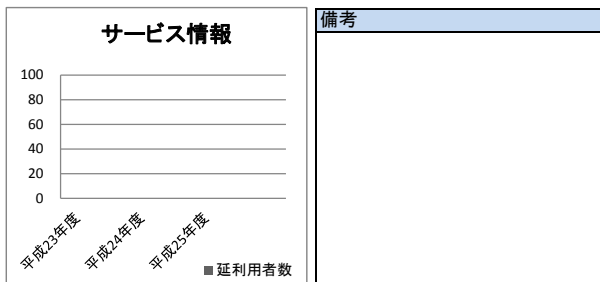 サービス情報
100
80
60
40
20
0
平成23年度
平成24年度
平成25年度
■延利用者数
備考